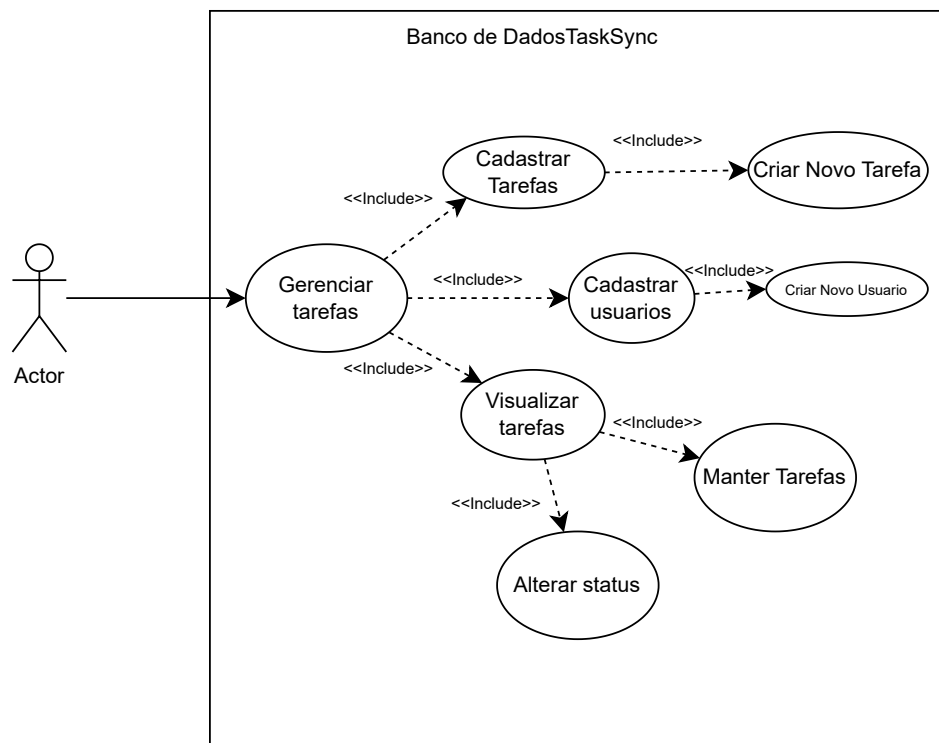 Banco de DadosTaskSync
<<Include>>
Cadastrar
Tarefas
<<Include>>
Criar Novo Tarefa
<<Include>>
Gerenciar
tarefas
<<Include>>
Cadastrar
usuarios
<<Include>>
Criar Novo Usuario
Actor
<<Include>>
Visualizar
tarefas
<<Include>>
Manter Tarefas
<<Include>>
Alterar status